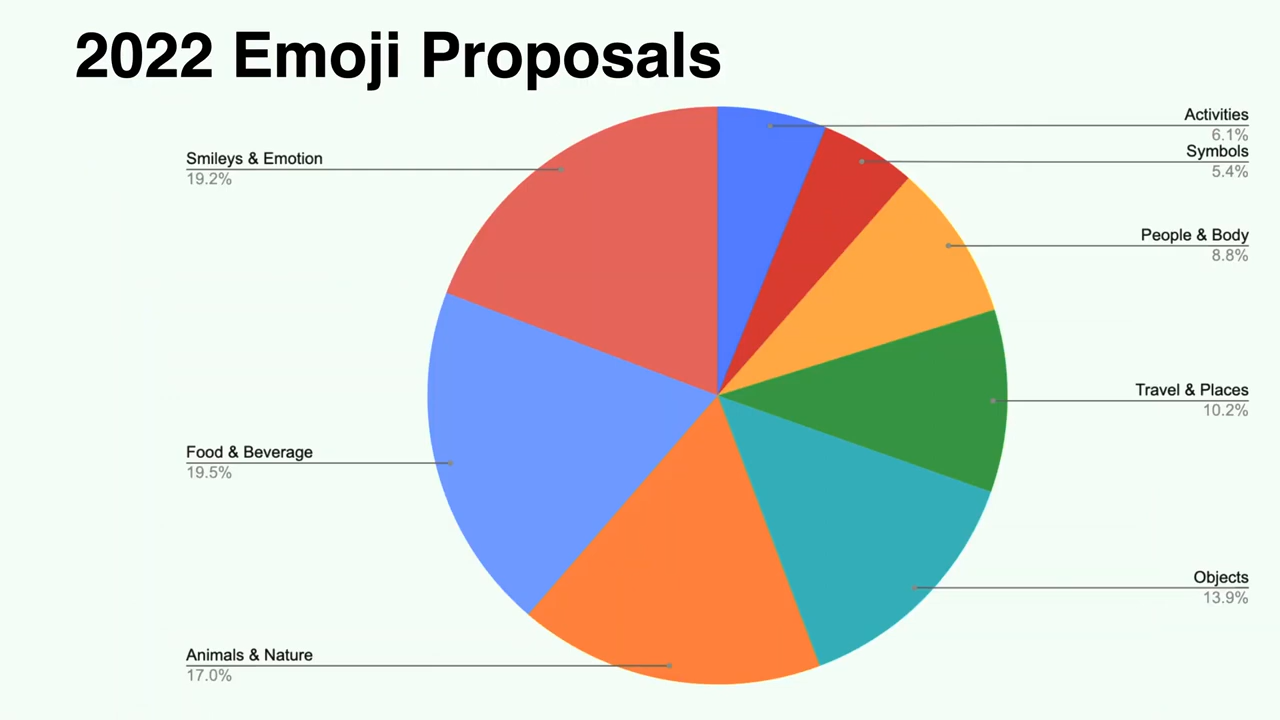 2022 Emoji Proposals
Activities
6.1%
Symbols
5.4%
Smileys & Emotion
19.2%
People & Body
8.8%
Travel & Places
10.2%
Food & Beverage
19.5%
Objects
13.9%
Animals & Nature
17.0%